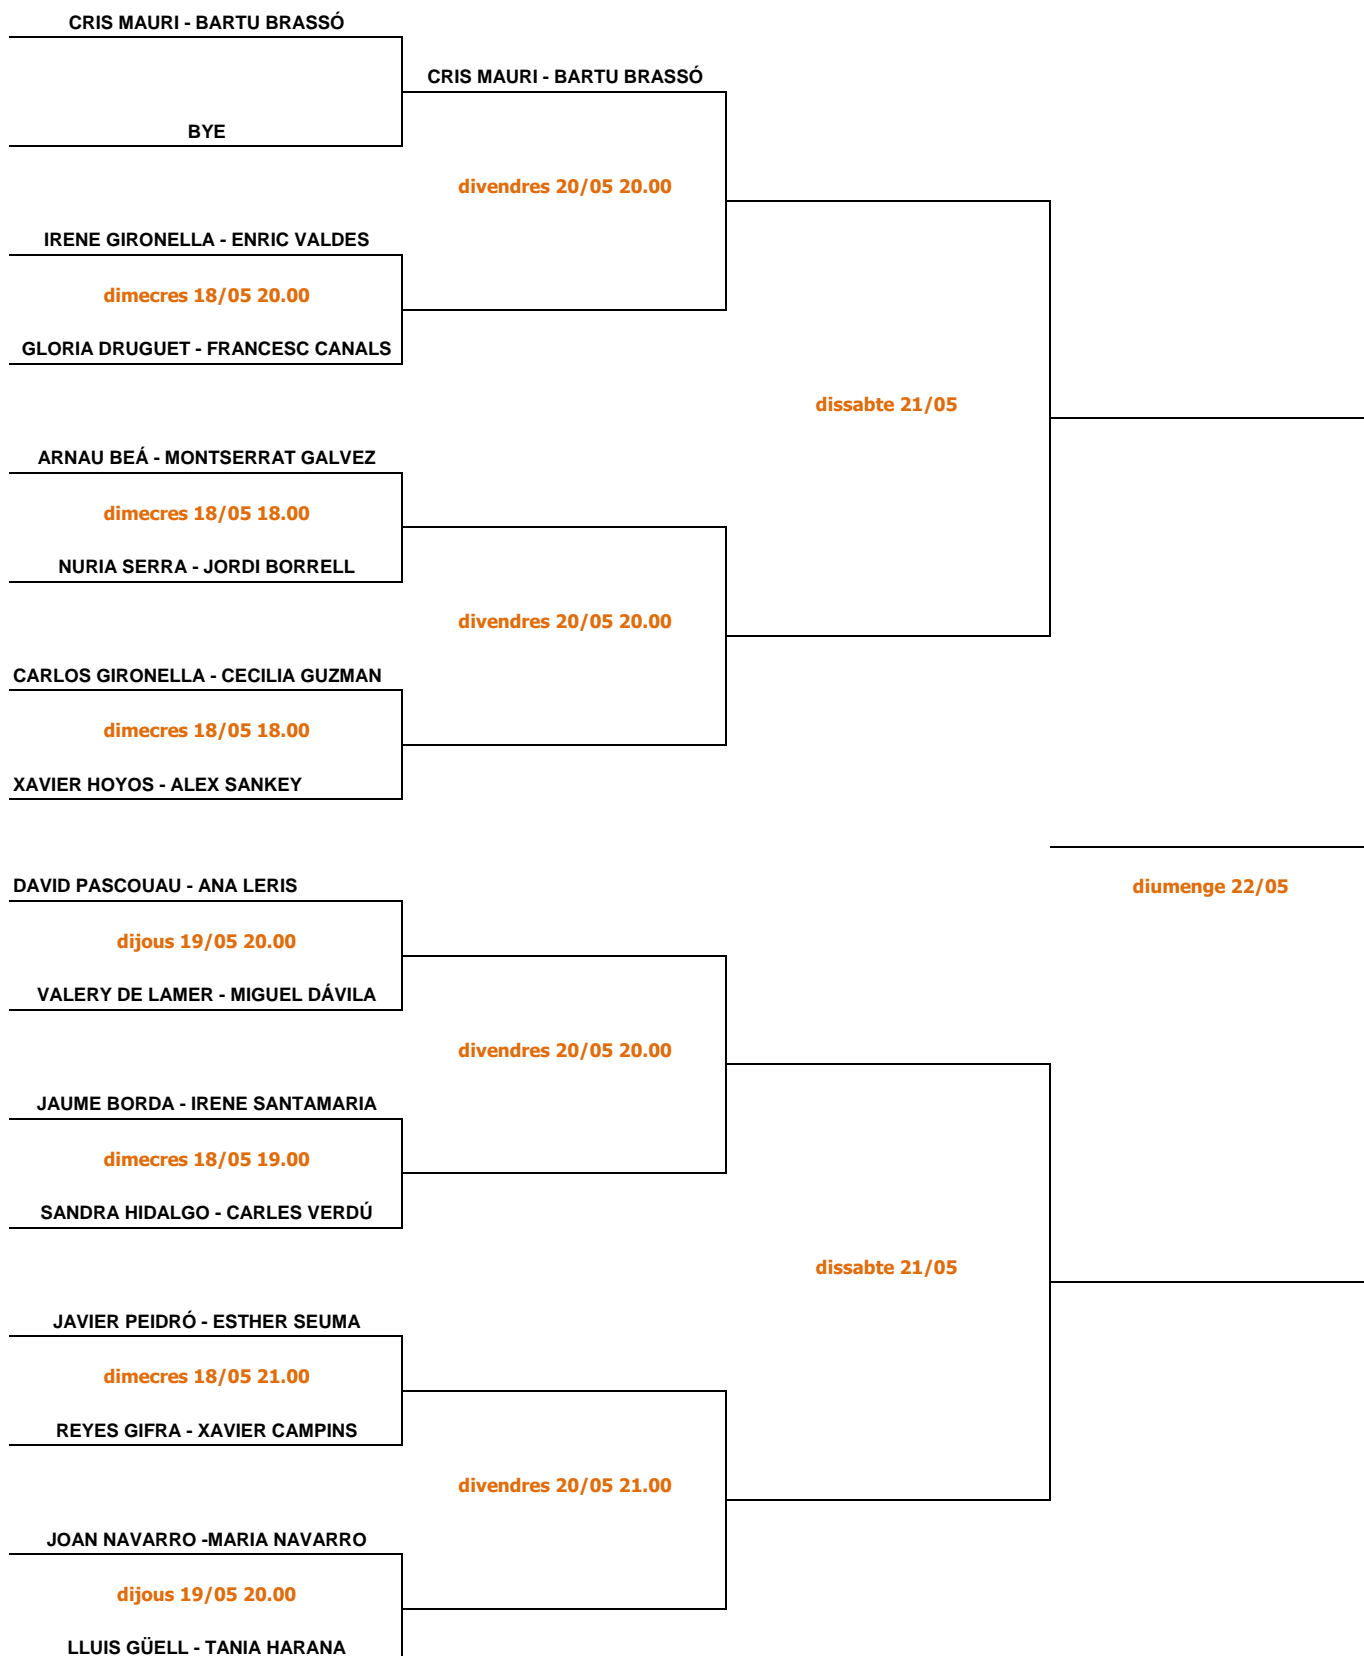 CRIS MAURI - BARTU BRASSÓ
CRIS MAURI - BARTU BRASSÓ
BYE
divendres 20/05 20.00
IRENE GIRONELLA - ENRIC VALDES
dimecres 18/05 20.00
GLORIA DRUGUET - FRANCESC CANALS
dissabte 21/05
ARNAU BEÁ - MONTSERRAT GALVEZ
dimecres 18/05 18.00
NURIA SERRA - JORDI BORRELL
divendres 20/05 20.00
CARLOS GIRONELLA - CECILIA GUZMAN
dimecres 18/05 18.00
XAVIER HOYOS - ALEX SANKEY
DAVID PASCOUAU - ANA LERIS
diumenge 22/05
dijous 19/05 20.00
VALERY DE LAMER - MIGUEL DÁVILA
divendres 20/05 20.00
JAUME BORDA - IRENE SANTAMARIA
dimecres 18/05 19.00
SANDRA HIDALGO - CARLES VERDÚ
dissabte 21/05
JAVIER PEIDRÓ - ESTHER SEUMA
dimecres 18/05 21.00
REYES GIFRA - XAVIER CAMPINS
divendres 20/05 21.00
JOAN NAVARRO -MARIA NAVARRO
dijous 19/05 20.00
LLUIS GÜELL - TANIA HARANA